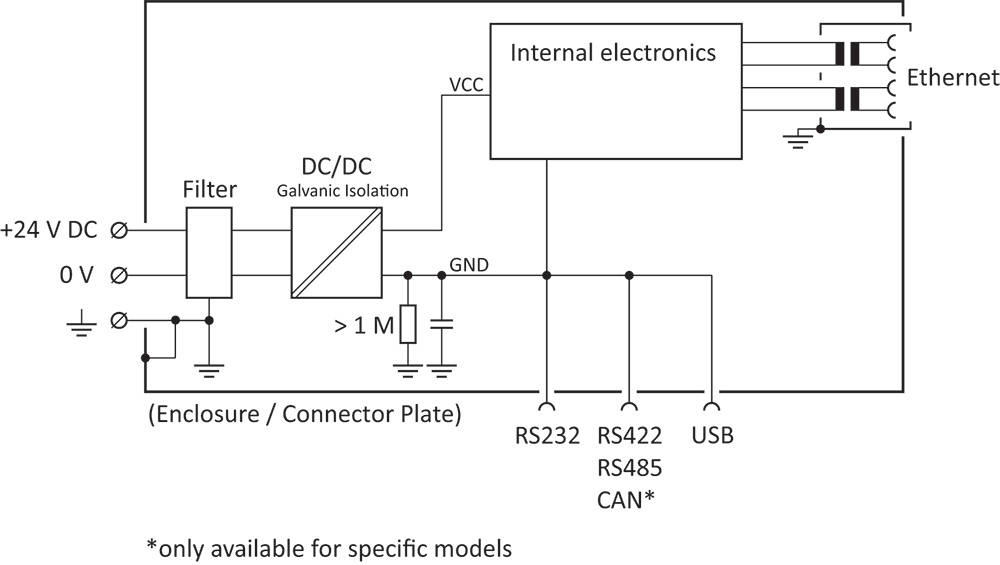 Internal electronics
Ethernet
VCC
DC/DC
Galvanic Isolation
Filter
+24 V DC
0 V
GND
> 1 M
(Enclosure / Connector Plate)
RS232
RS422
USB
RS485
CAN*
*only available for specific models